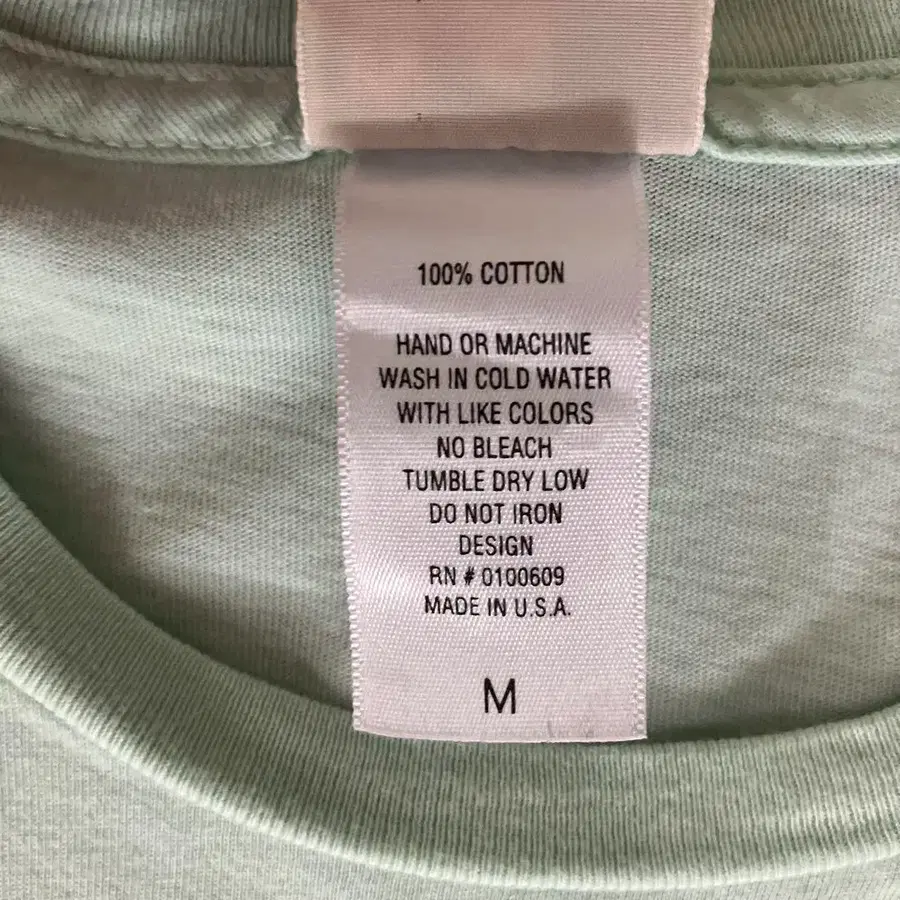 100% COTTON
HAND OR MACHINE
WASH IN COLD WATER
WITH LIKE COLORS
NO BLEACH
TUMBLE DRY LOW
DO NOT IRON
DESIGN
RN # 0100609
MADE IN U.S.A.
M